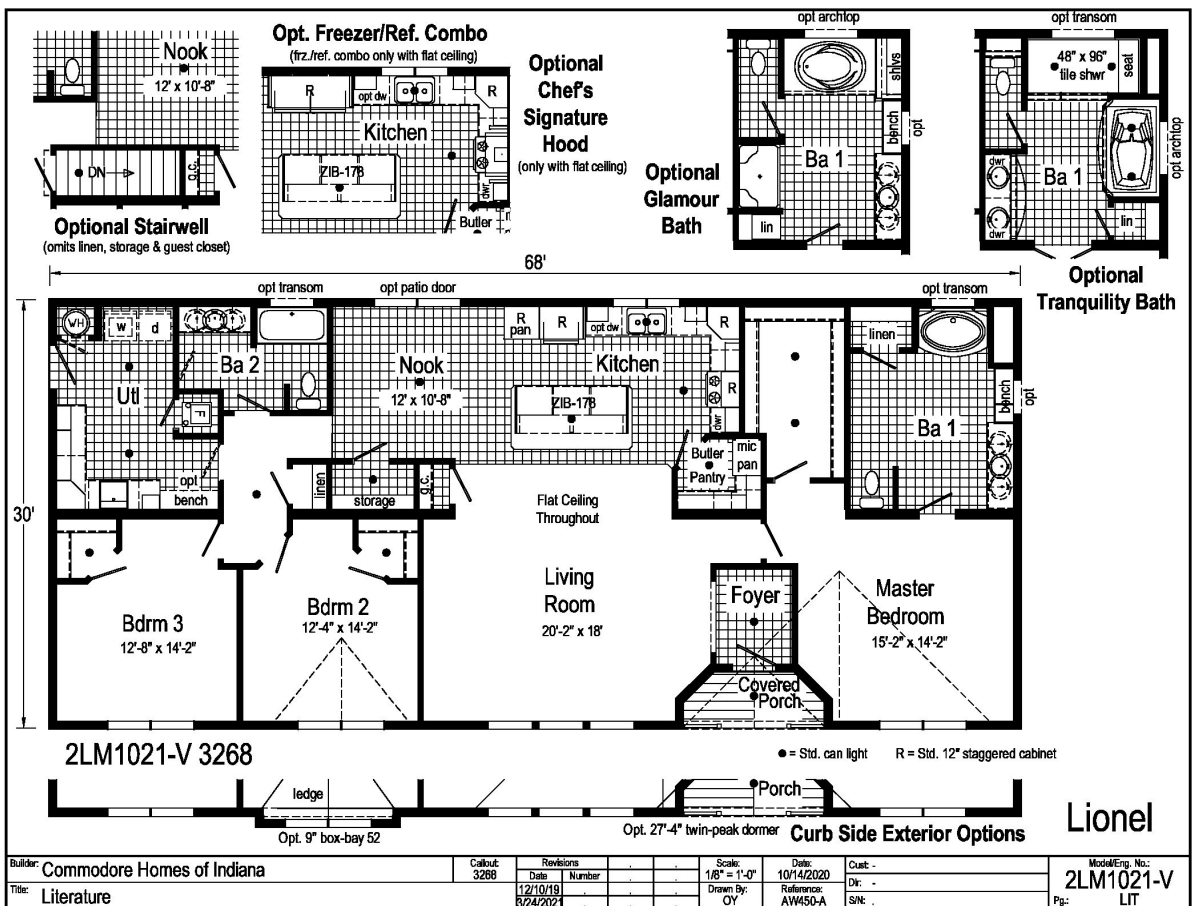 Nook
12' x 10'-8"
DN
g.c.
Optional Stairwell
(omits linen, storage & guest closet)
Opt. Freezer/Ref. Combo
(frz./ref. combo only with flat ceiling)
R
opt dw
R
Kitchen
ZIB-178
dwr
Butler
Optional
Chef's
Signature
Hood
(only with flat ceiling)
opt archtop
shlvs
bench
opt
Ba 1
lin
Optional
Glamour
Bath
opt transom
48" x 96"
tile shwr
seat
opt archtop
dwr
Ba 1
dwr
lin
Optional
Tranquility Bath
68'
30'
opt transom
opt patio door
opt transom
WH
w
d
Ba 2
Utl
F
opt
bench
linen
storage
g.c.
Nook
12' x 10'-8"
R
pan
R
opt dw
R
Kitchen
ZIB-178
R
dwr
Butler
Pantry
mic
pan
linen
bench
opt
Ba 1
Flat Ceiling
Throughout
Living
Room
20'-2" x 18'
Foyer
Master
Bedroom
15'-2" x 14'-2"
Bdrm 3
12'-8" x 14'-2"
Bdrm 2
12'-4" x 14'-2"
Covered
Porch
2LM1021-V 3268
● = Std. can light
R = Std. 12" staggered cabinet
ledge
Porch
Opt. 9" box-bay 52
Opt. 27'-4" twin-peak dormer
Curb Side Exterior Options
Lionel
Builder: Commodore Homes of Indiana
Title: Literature
Callout:
3268
Revisions
Date Number
12/10/19
3/24/2021
Scale:
1/8" = 1'-0"
Drawn By:
OY
Date:
10/14/2020
Reference:
AW450-A
Cust: -
Dlr: -
S/N: .
Model/Eng. No.:
2LM1021-V
Pg.: LIT